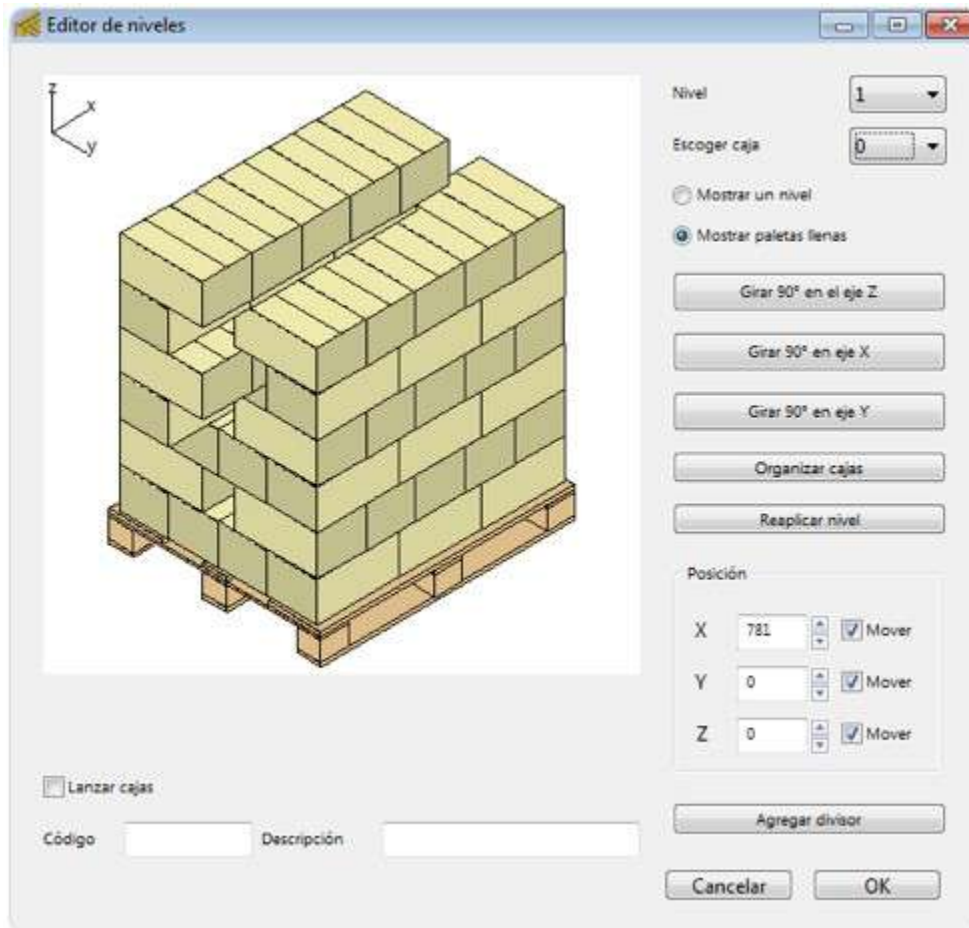 Editor de niveles
z
x
y
Nivel 1
Escoger caja 0
Mostrar un nivel
Mostrar paletas llenas
Girar 90° en el eje Z
Girar 90° en eje X
Girar 90° en eje Y
Organizar cajas
Reaplicar nivel
Posición
X 781 Mover
Y 0 Mover
Z 0 Mover
Lanzar cajas
Código Descripción
Agregar divisor
Cancelar OK